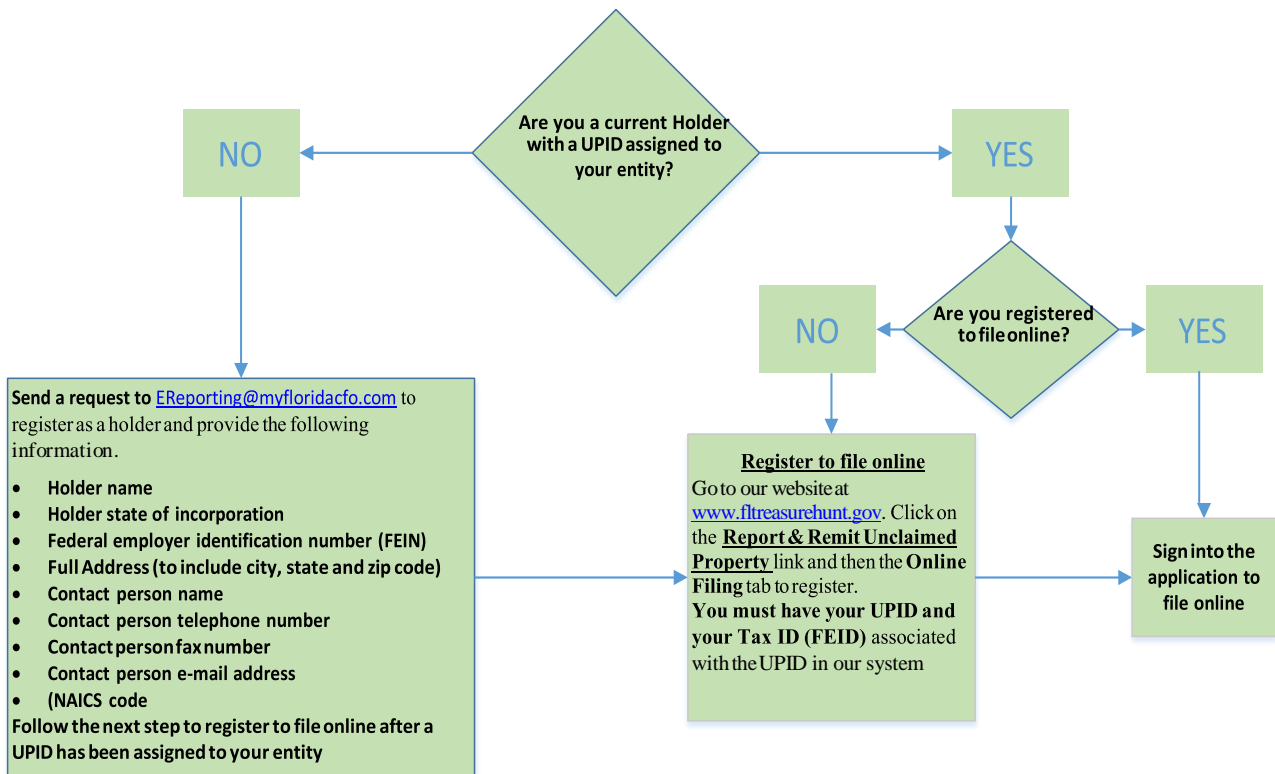 Are you a current Holder
with a UPID assigned to
your entity?
NO
YES
Are you registered
to file online?
NO
YES
Send a request to EReporting@myfloridacfo.com to
register as a holder and provide the following
information.
• Holder name
• Holder state of incorporation
• Federal employer identification number (FEIN)
• Full Address (to include city, state and zip code)
• Contact person name
• Contact person telephone number
• Contact person fax number
• Contact person e-mail address
• (NAICS code
Follow the next step to register to file online after a
UPID has been assigned to your entity
Register to file online
Go to our website at
www.fltreasurehunt.gov. Click on
the Report & Remit Unclaimed
Property link and then the Online
Filing tab to register.
You must have your UPID and
your Tax ID (FEID) associated
with the UPID in our system
Sign into the
application to
file online